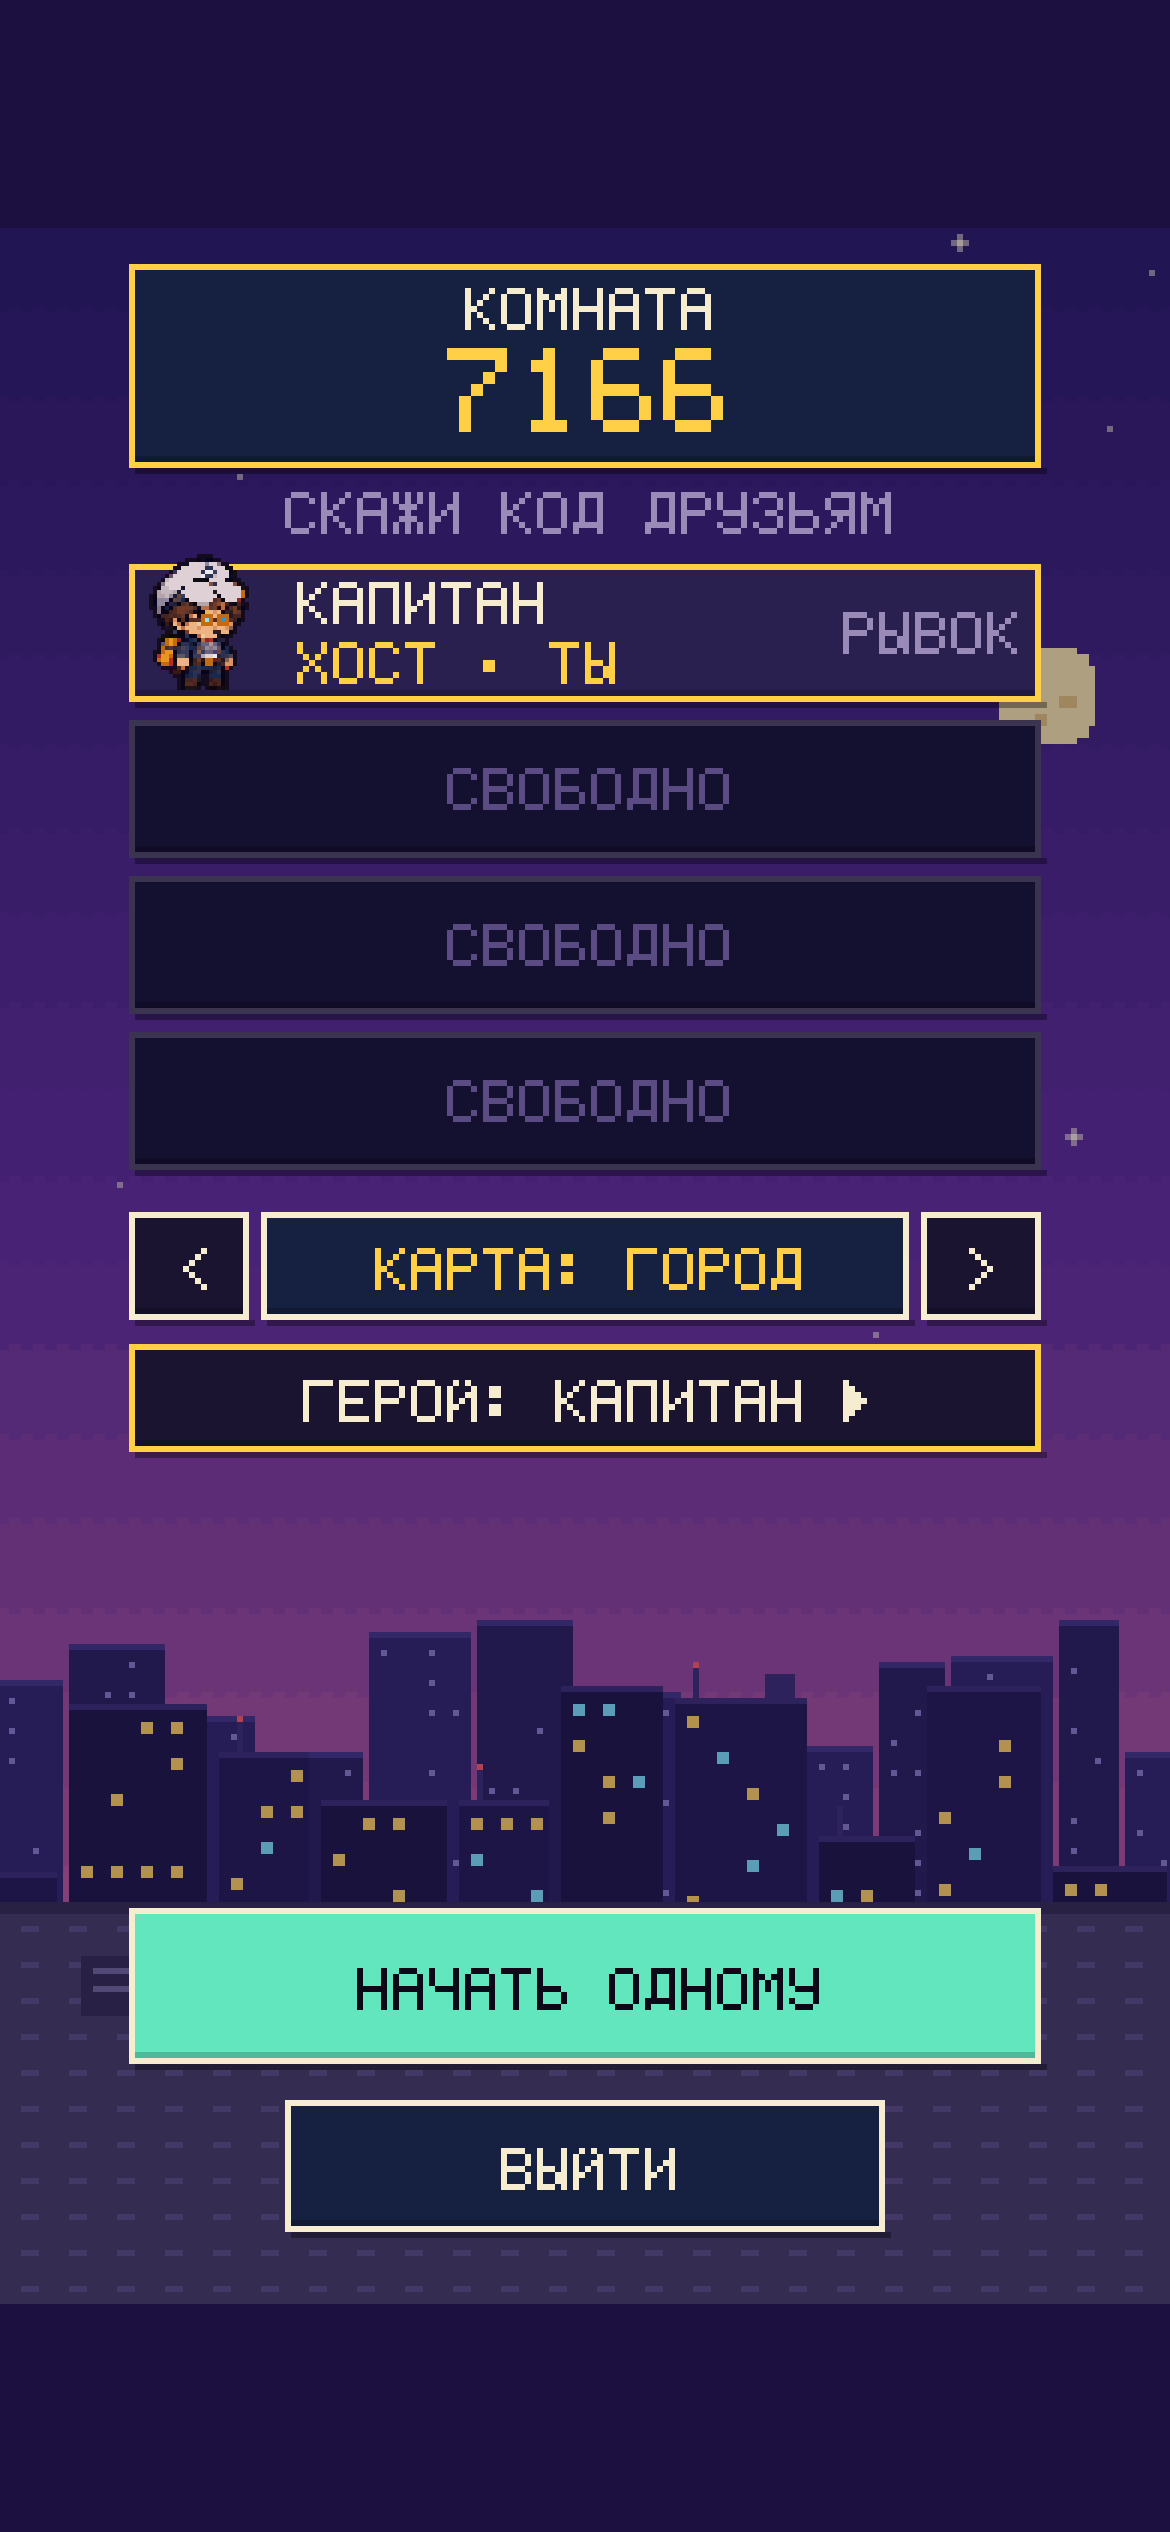 КОМНАТА
7166
СКАЖИ КОД ДРУЗЬЯМ
КАПИТАН
ХОСТ · ТЫ
РЫВОК
СВОБОДНО
СВОБОДНО
СВОБОДНО
< КАРТА: ГОРОД >
ГЕРОЙ: КАПИТАН ▶
НАЧАТЬ ОДНОМУ
ВЫЙТИ